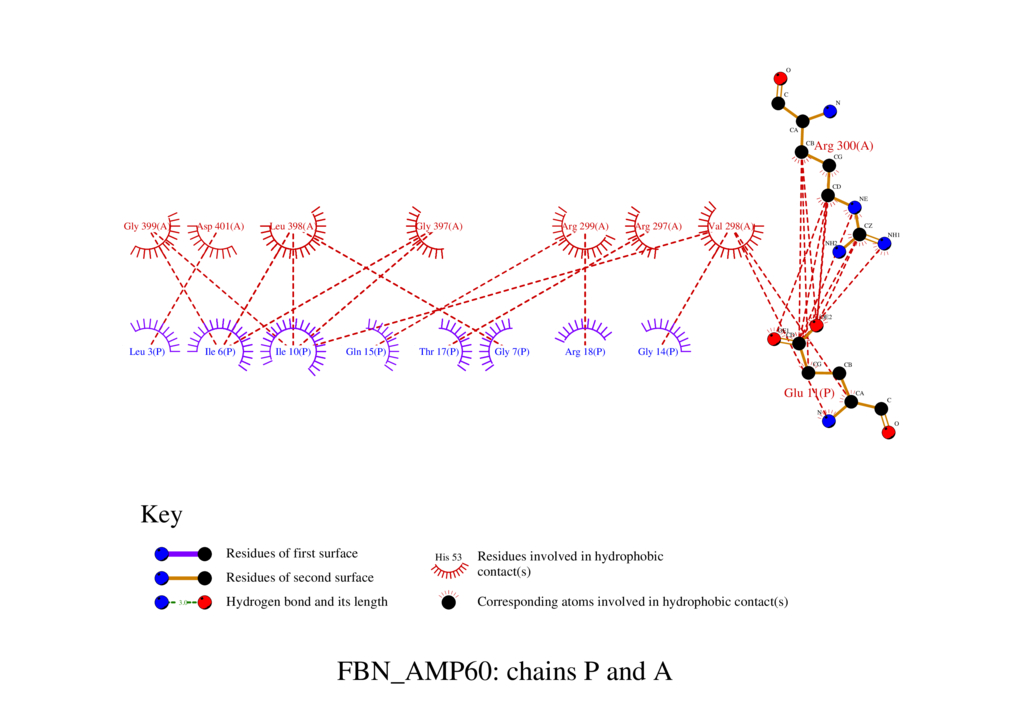 O
C
N
CA
CB
Arg 300(A)
CG
CD
NE
CZ
NH2
NH1
Gly 399(A)
Asp 401(A)
Leu 398(A)
Gly 397(A)
Arg 299(A)
Arg 297(A)
Val 298(A)
Leu 3(P)
Ile 6(P)
Ile 10(P)
Gln 15(P)
Thr 17(P)
Gly 7(P)
Arg 18(P)
Gly 14(P)
CG
CB
Glu 11(P)
CA
C
N
O
Key
Residues of first surface
Residues of second surface
3.0
Hydrogen bond and its length
His 53
Residues involved in hydrophobic
contact(s)
Corresponding atoms involved in hydrophobic contact(s)
FBN_AMP60: chains P and A